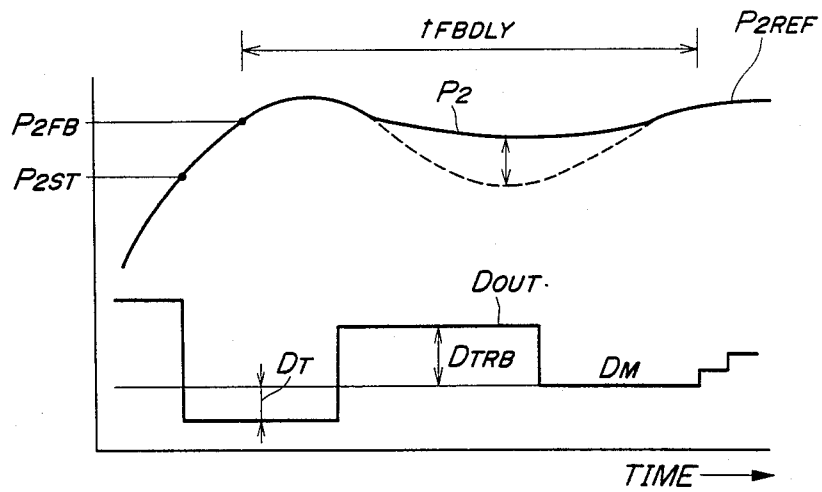 tFBDLY
P2REF
P2
P2FB
P2ST
DOUT.
DT
DTRB
DM
TIME